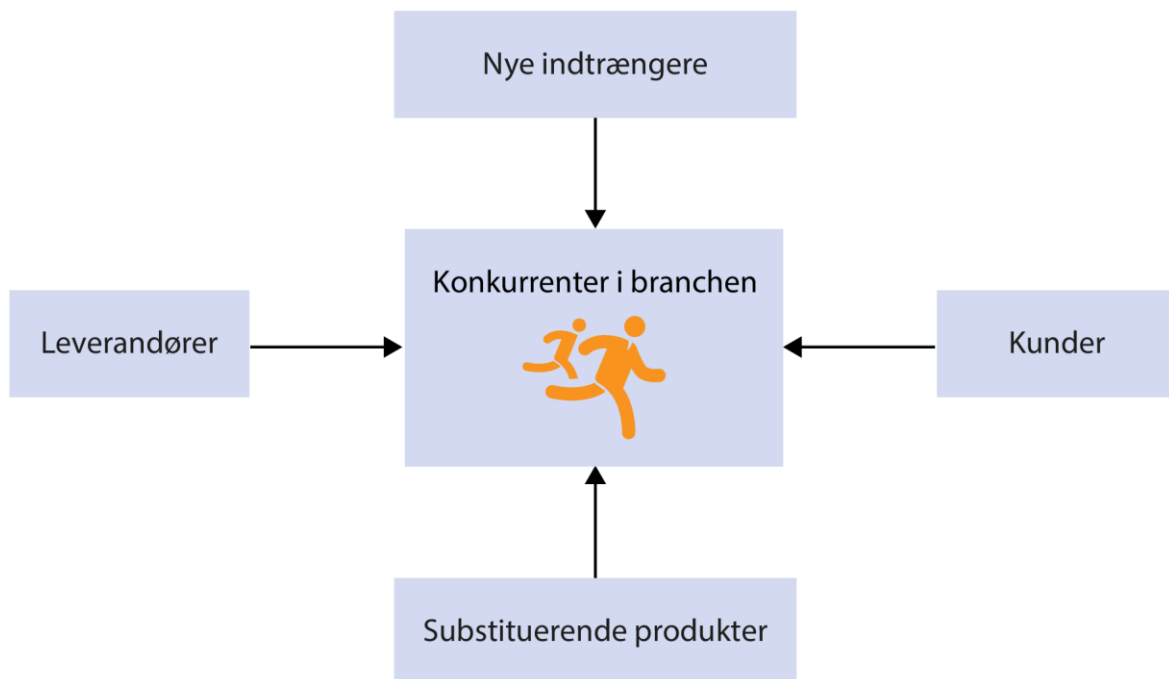 Nye indtrængere
Konkurrenter i branchen
Leverandører
Kunder
Substituerende produkter